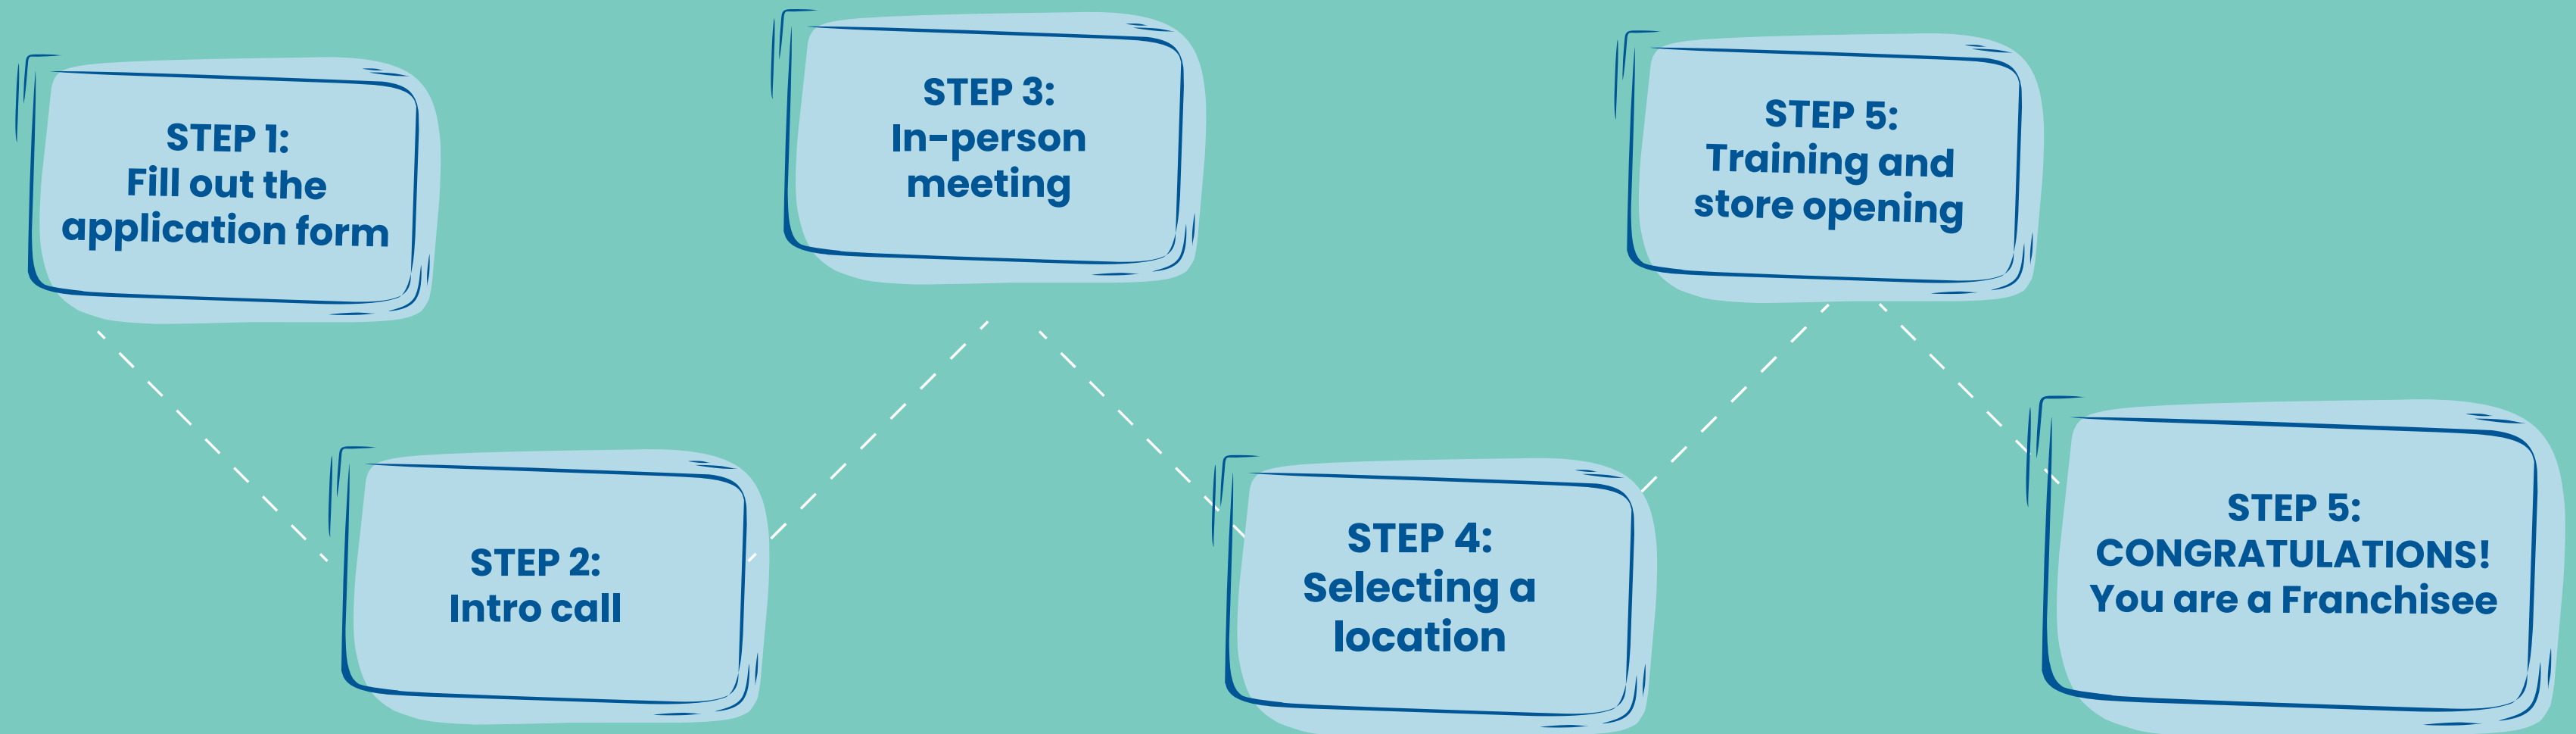 STEP 1:
Fill out the
application form
STEP 2:
Intro call
STEP 3:
In-person
meeting
STEP 4:
Selecting a
location
STEP 5:
Training and
store opening
STEP 5:
CONGRATULATIONS!
You are a Franchisee